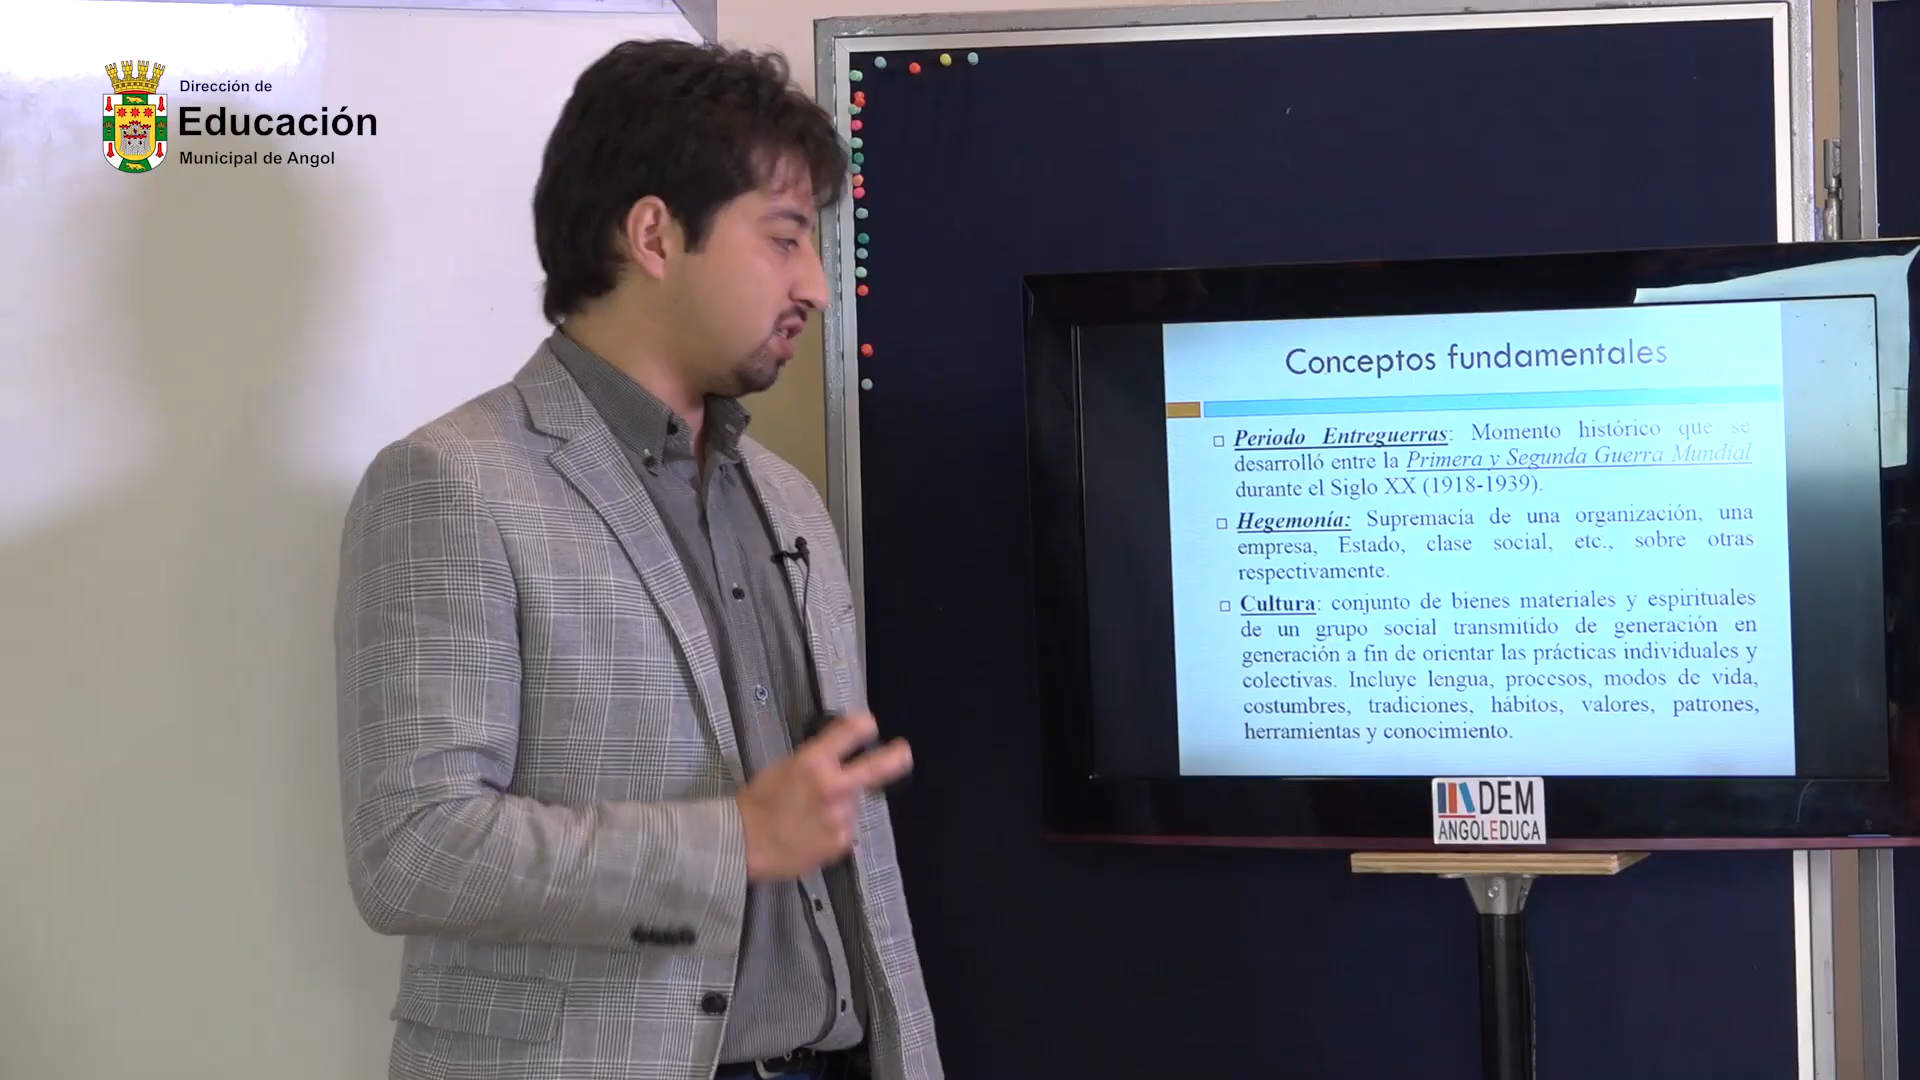 Dirección de
Educación
Municipal de Angol
Conceptos fundamentales
Periodo Entreguerras: Momento histórico que se
desarrolló entre la Primera y Segunda Guerra Mundial
durante el Siglo XX (1918-1939).
Hegemonía: Supremacía de una organización, una
empresa, Estado, clase social, etc., sobre otras
respectivamente.
Cultura: conjunto de bienes materiales y espirituales
de un grupo social transmitido de generación en
generación a fin de orientar las prácticas individuales y
colectivas. Incluye lengua, procesos, modos de vida,
costumbres, tradiciones, hábitos, valores, patrones,
herramientas y conocimiento.
DEM
ANGOLEDUCA